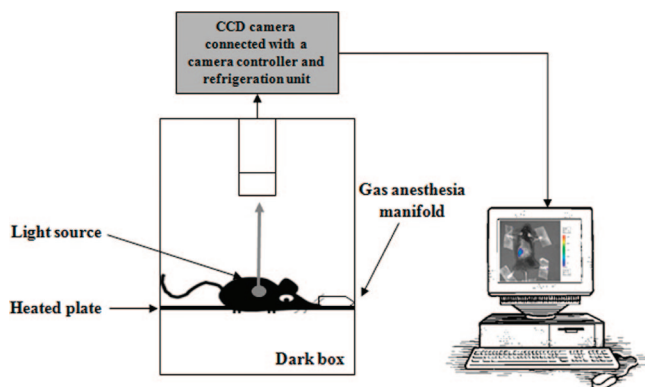 CCD camera
connected with a
camera controller and
refrigeration unit
Gas anesthesia
manifold
Light source
Heated plate
Dark box